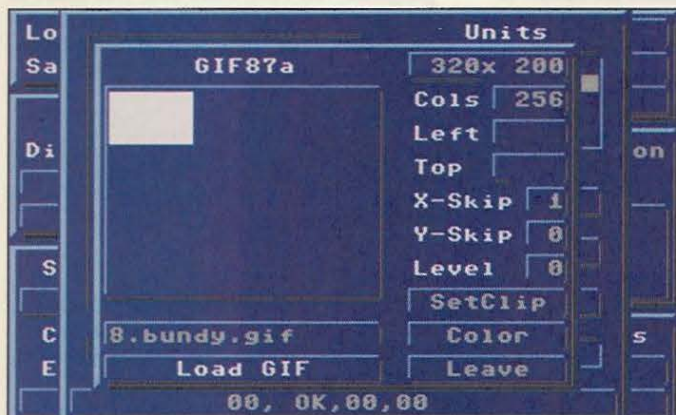 Lo
Units
Sa
GIF87a
320x 200
Cols 256
Left
Di
on
Top
X-Skip 1
Y-Skip 0
S
Level 0
SetClip
C
8.bundy.gif
Color
s
E
Load GIF
Leave
00, OK,00,00